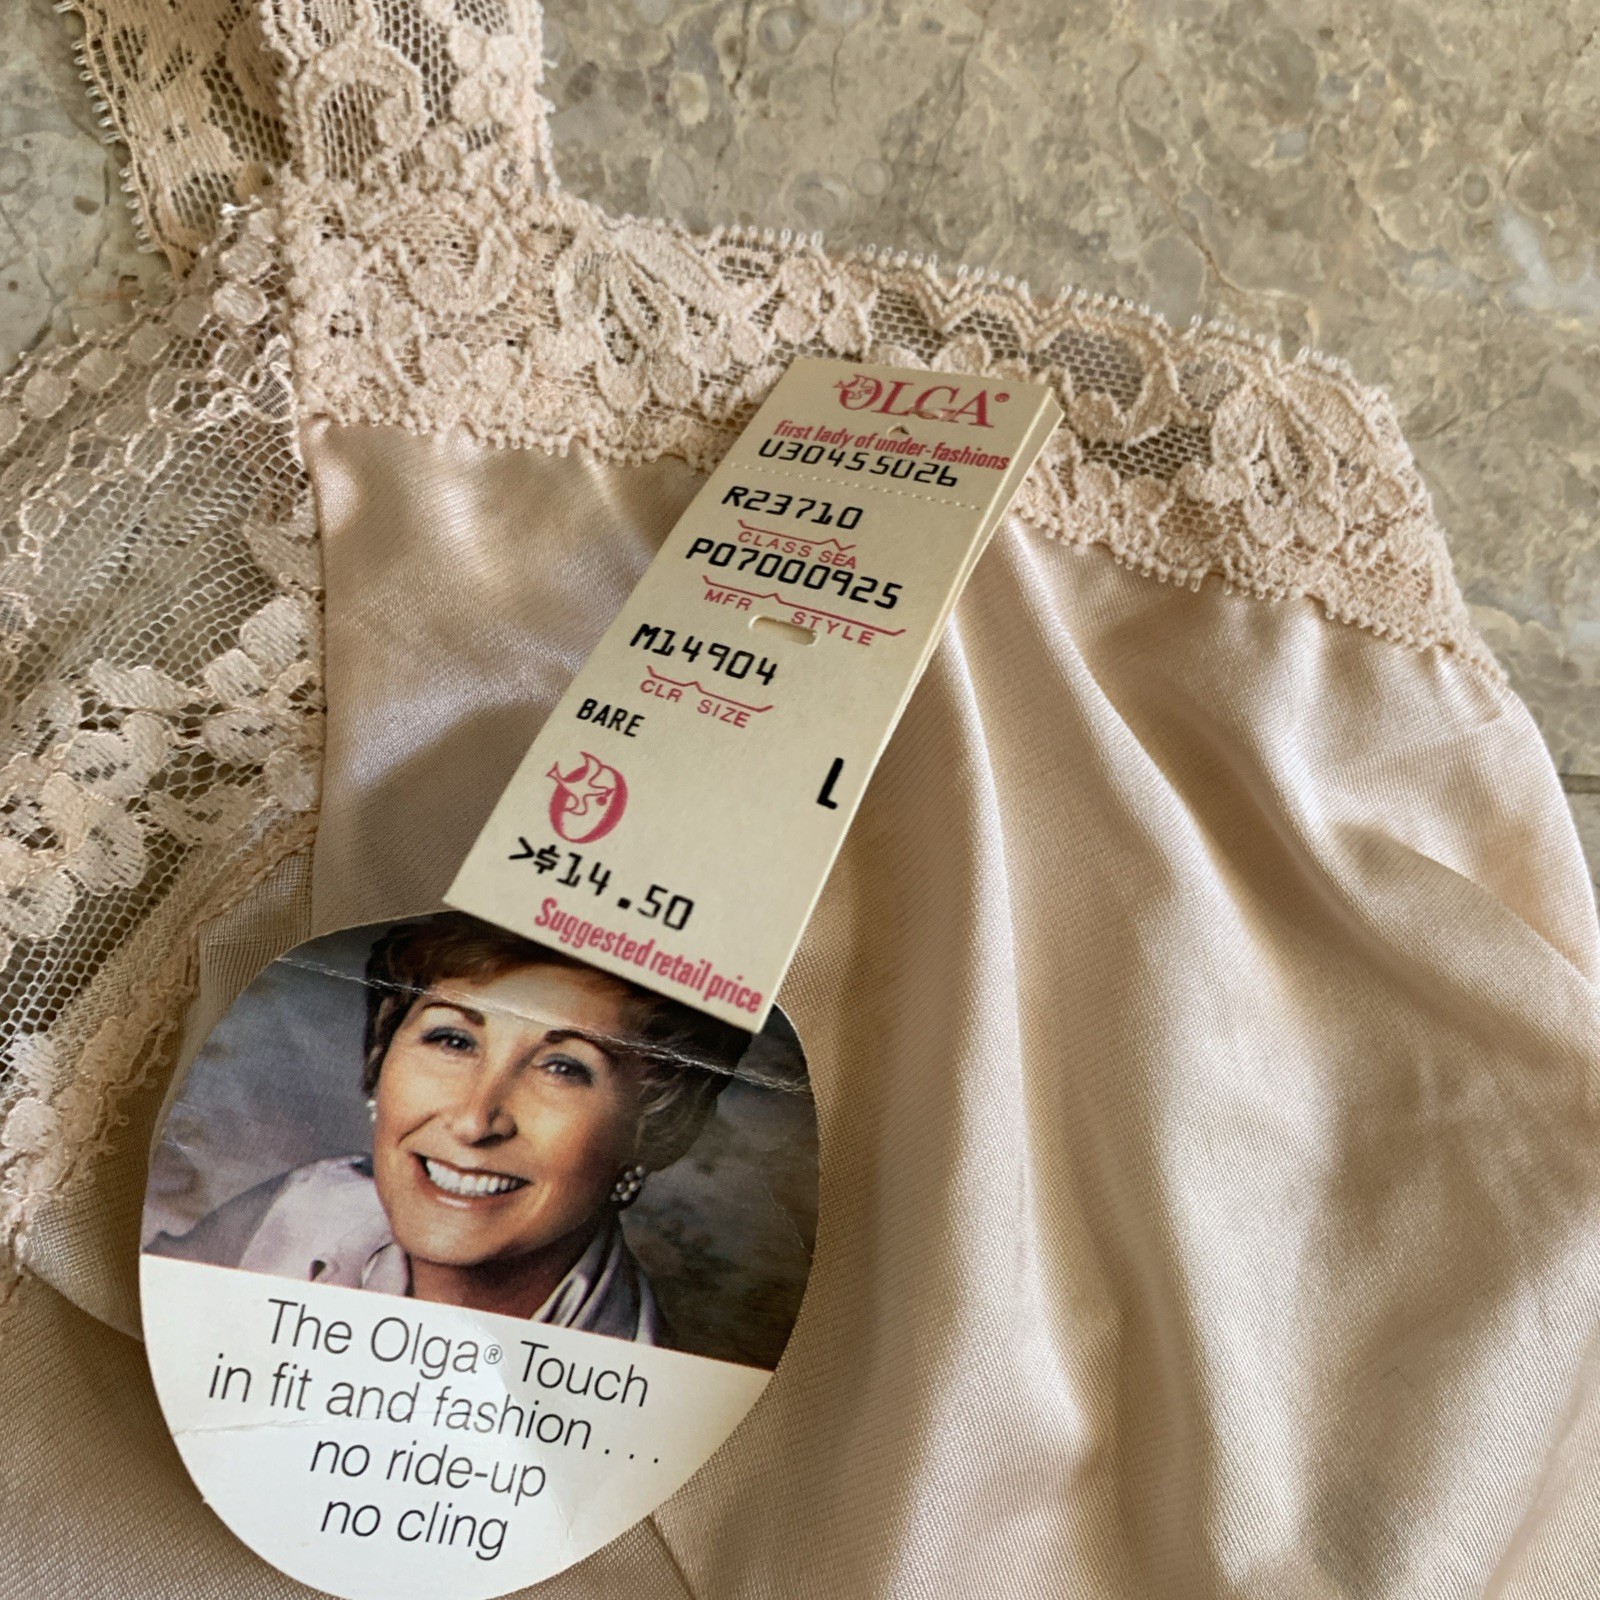 OLGA®
first lady of under-fashions
U30455026
R23710
CLASS SEA
P07000925
MFR STYLE
M14904
CLR SIZE
BARE
L
>$14.50
Suggested retail price
The Olga® Touch
in fit and fashion . . .
no ride-up
no cling